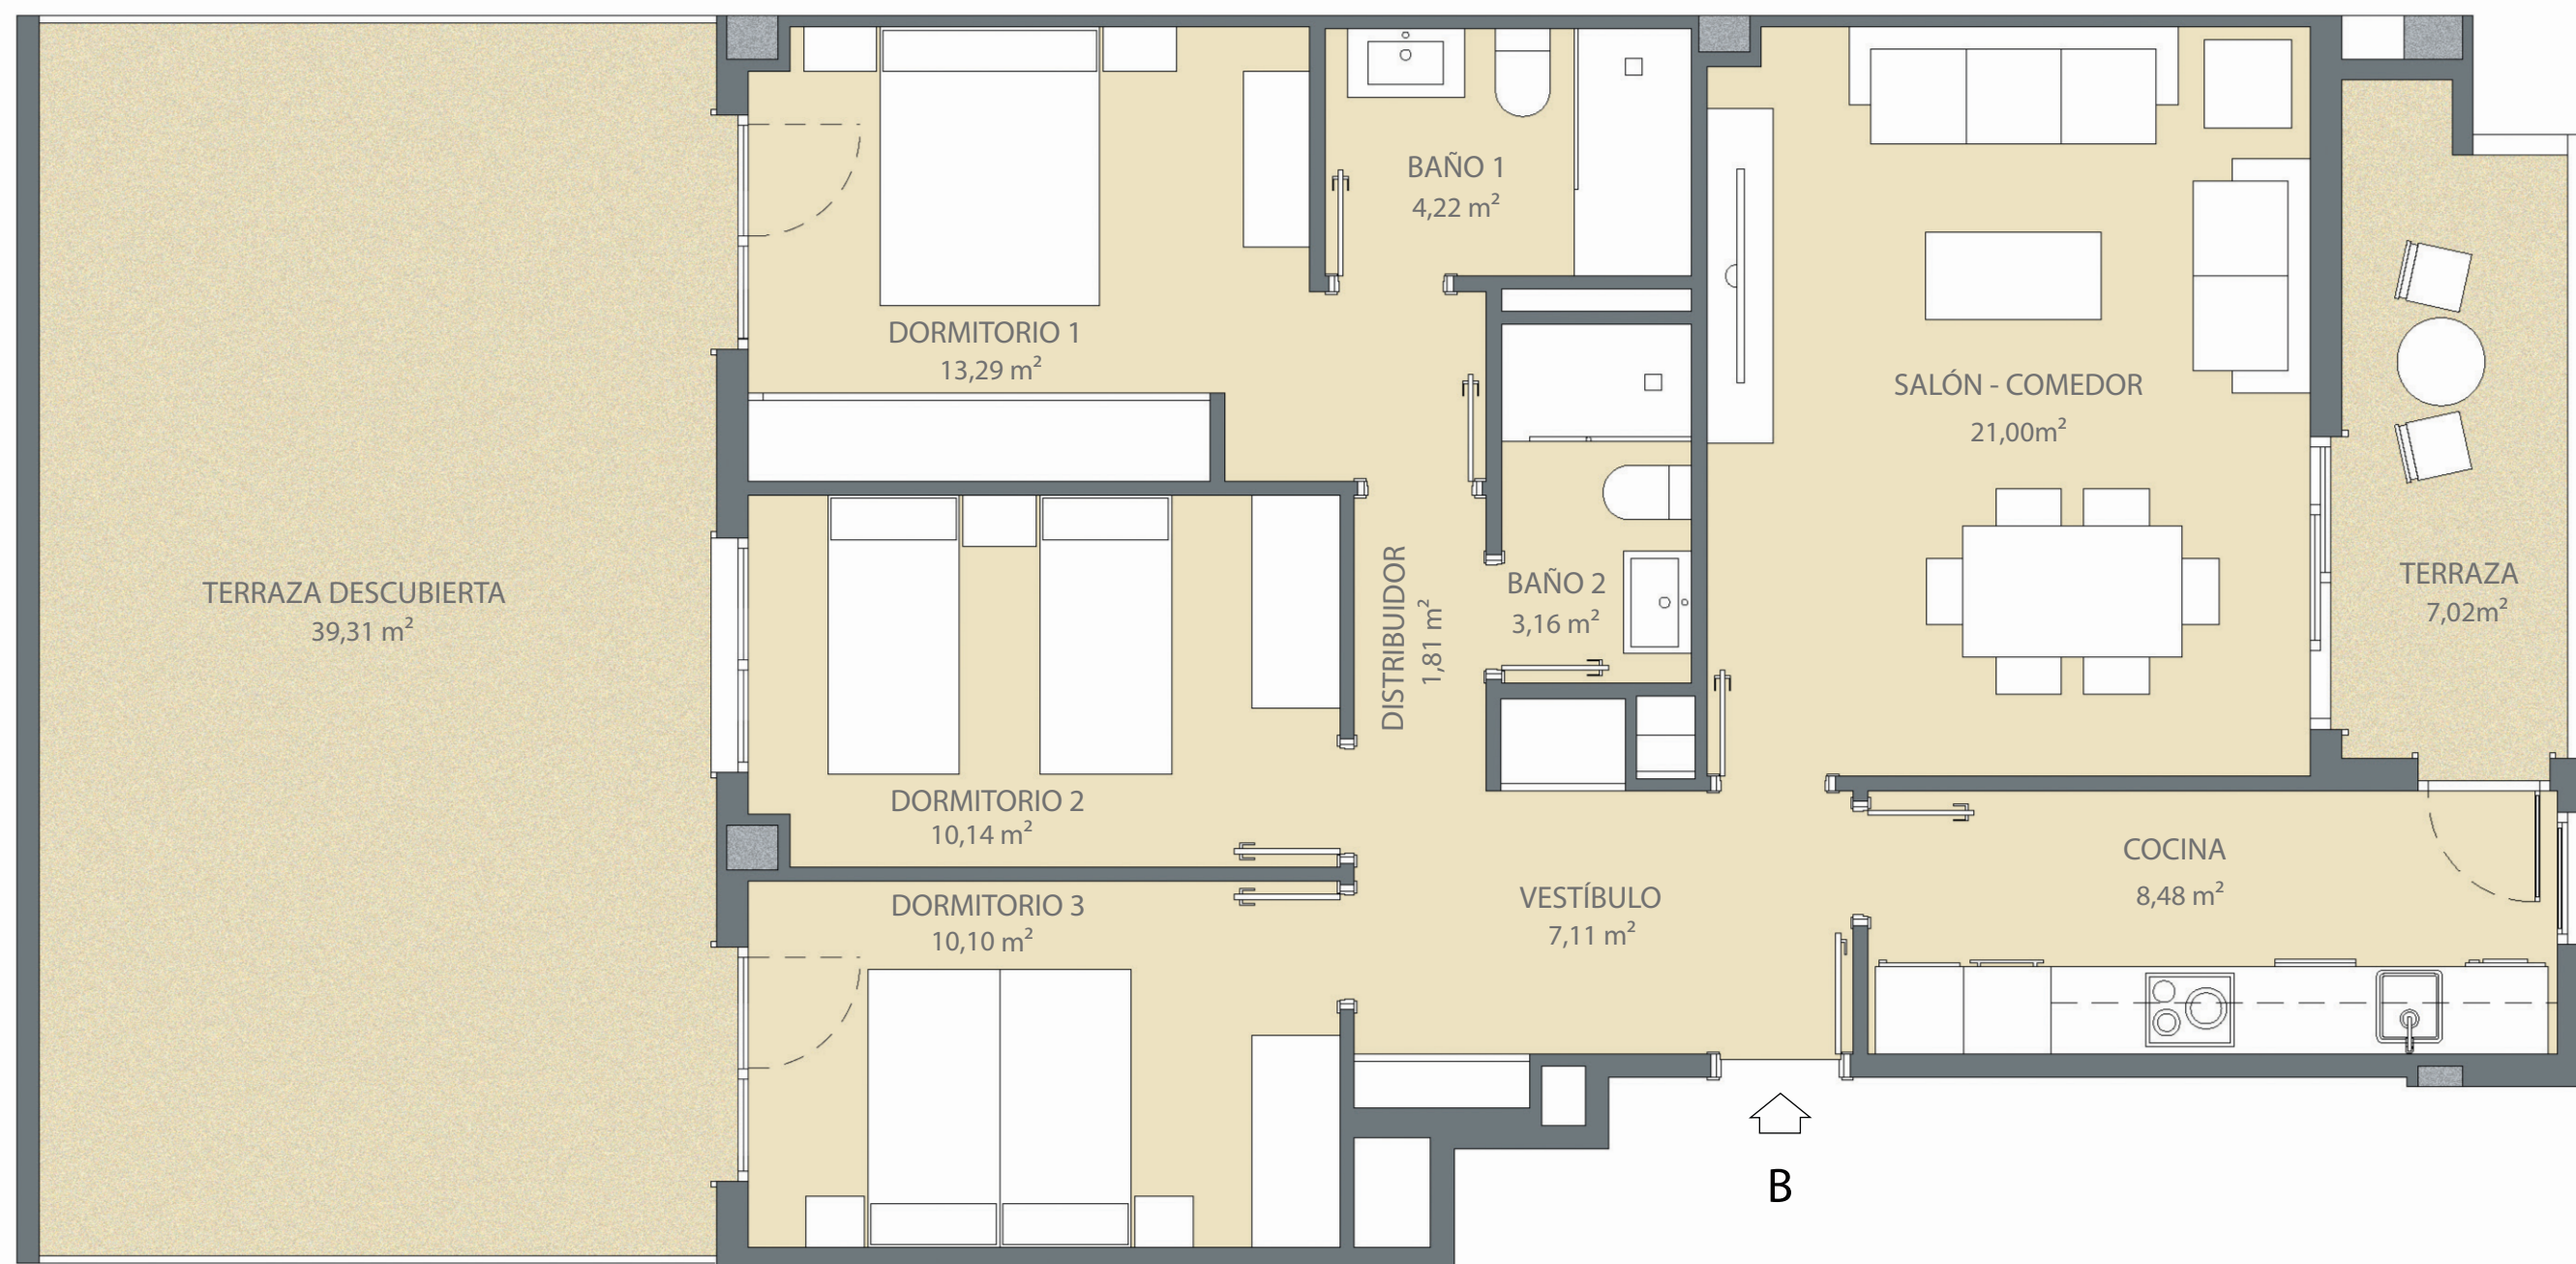 TERRAZA DESCUBIERTA
39,31 m²
DORMITORIO 1
13,29 m²
BAÑO 1
4,22 m²
SALÓN - COMEDOR
21,00m²
TERRAZA
7,02m²
DISTRIBUIDOR
1,81 m²
BAÑO 2
3,16 m²
DORMITORIO 2
10,14 m²
DORMITORIO 3
10,10 m²
VESTÍBULO
7,11 m²
COCINA
8,48 m²
B